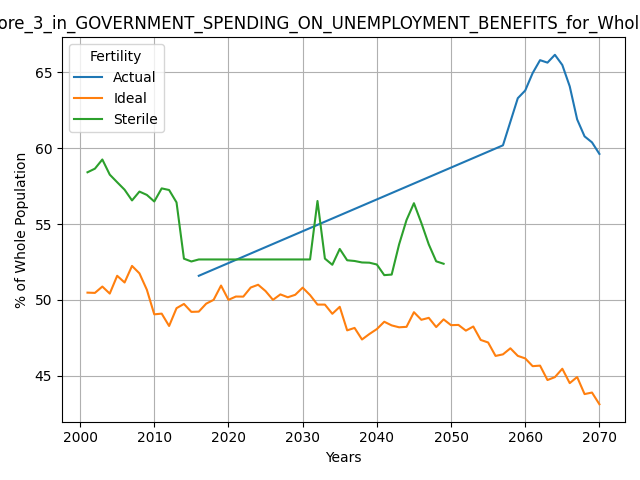 ore_3_in_GOVERNMENT_SPENDING_ON_UNEMPLOYMENT_BENEFITS_for_Whol
Fertility
Actual
Ideal
Sterile
% of Whole Population
65
60
55
50
45
2000 2010 2020 2030 2040 2050 2060 2070
Years